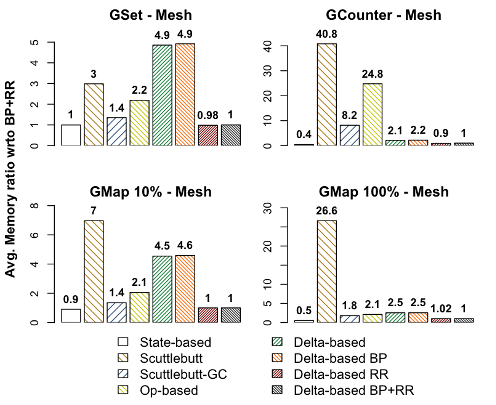 GSet - Mesh
GCounter - Mesh
Avg. Memory ratio wrto BP+RR
0 1 2 3 4 5
1 3 1.4 2.2 4.9 4.9 0.98 1
0 10 20 30 40
0.4 40.8 8.2 24.8 2.1 2.2 0.9 1
GMap 10% - Mesh
GMap 100% - Mesh
0 2 4 6 8
0.9 7 1.4 2.1 4.5 4.6 1 1
0 5 10 20 30
0.5 26.6 1.8 2.1 2.5 2.5 1.02 1
State-based
Scuttlebutt
Scuttlebutt-GC
Op-based
Delta-based
Delta-based BP
Delta-based RR
Delta-based BP+RR